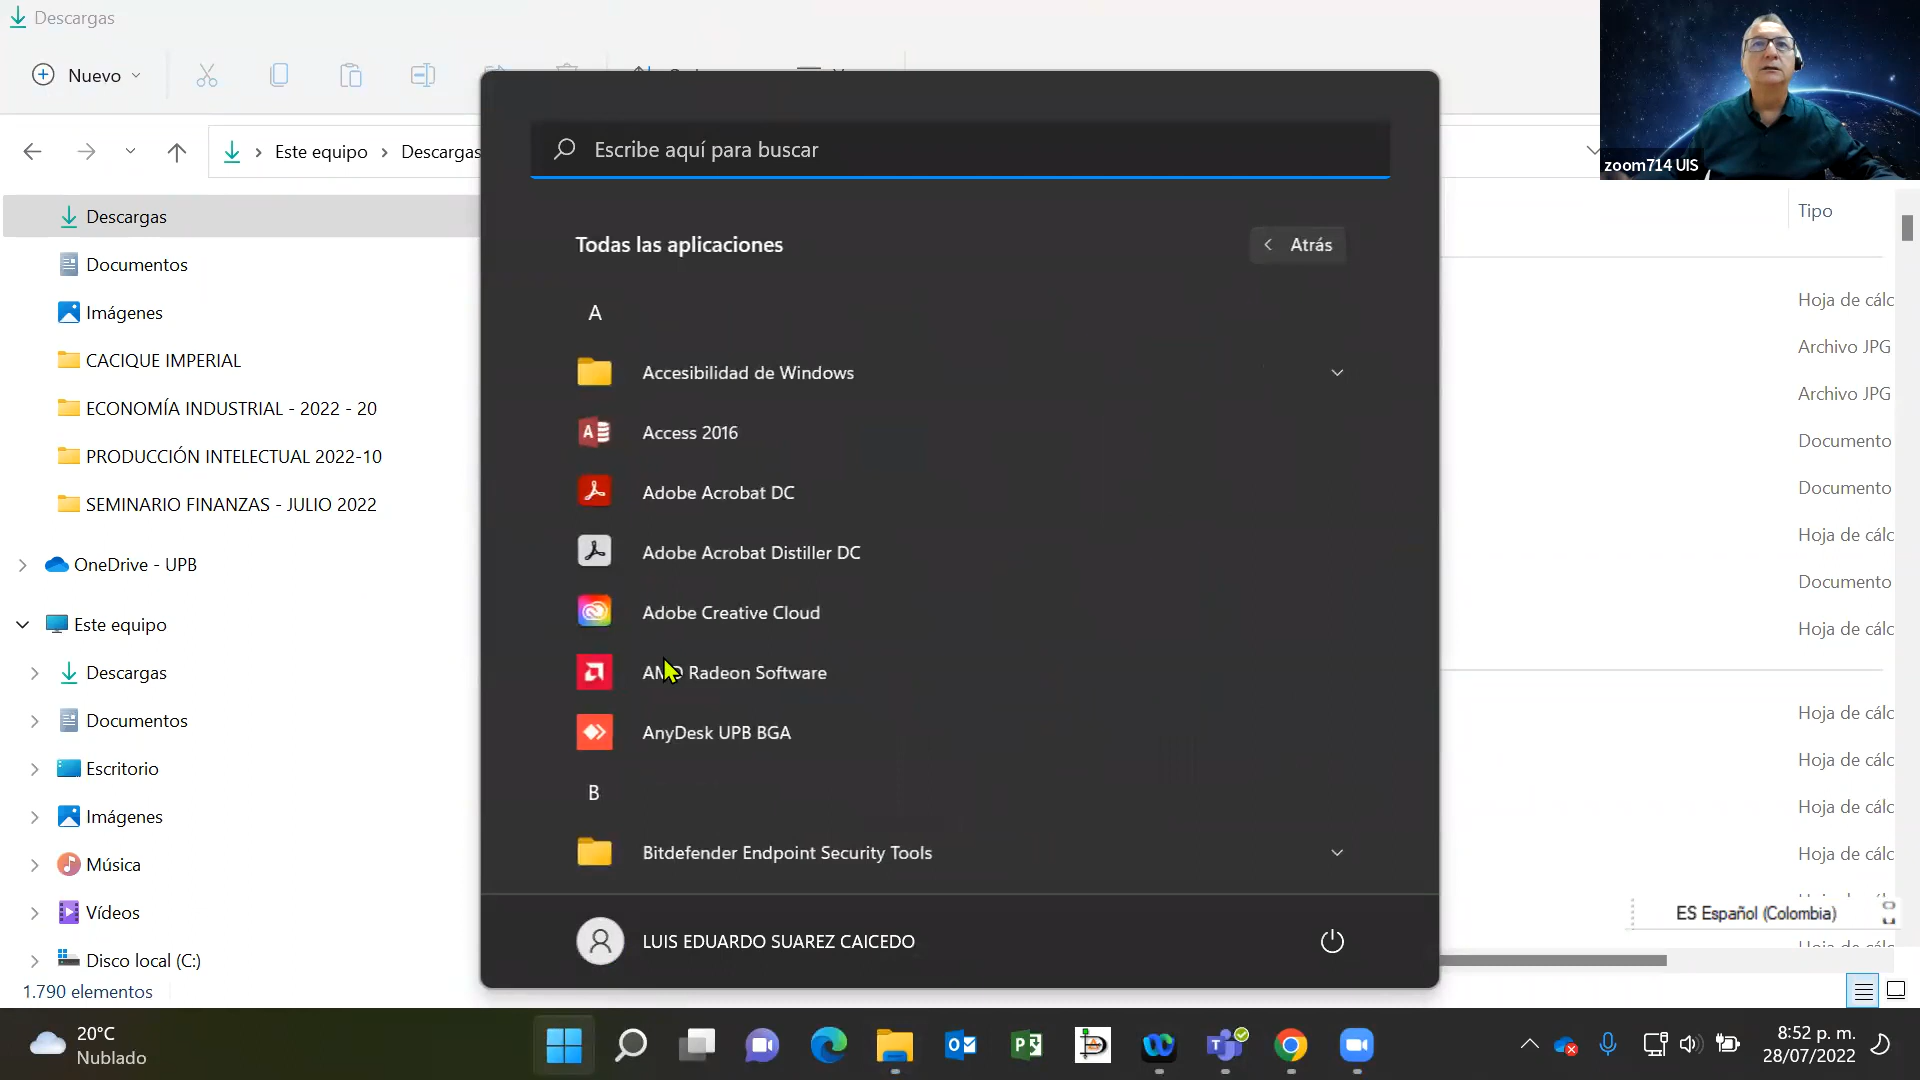 Descargas
Nuevo
Este equipo > Descargas
zoom714 UIS
Descargas
Documentos
Imágenes
CACIQUE IMPERIAL
ECONOMÍA INDUSTRIAL - 2022 - 20
PRODUCCIÓN INTELECTUAL 2022-10
SEMINARIO FINANZAS - JULIO 2022
OneDrive - UPB
Este equipo
Descargas
Documentos
Escritorio
Imágenes
Música
Vídeos
Disco local (C:)
1.790 elementos
Escribe aquí para buscar
Todas las aplicaciones
Atrás
A
Accesibilidad de Windows
Access 2016
Adobe Acrobat DC
Adobe Acrobat Distiller DC
Adobe Creative Cloud
AMD Radeon Software
AnyDesk UPB BGA
B
Bitdefender Endpoint Security Tools
LUIS EDUARDO SUAREZ CAICEDO
Tipo
Hoja de cálc
Archivo JPG
Archivo JPG
Documento
Documento
Hoja de cálc
Documento
Hoja de cálc
Hoja de cálc
Hoja de cálc
Hoja de cálc
Hoja de cálc
ES Español (Colombia)
20°C
Nublado
8:52 p. m.
28/07/2022